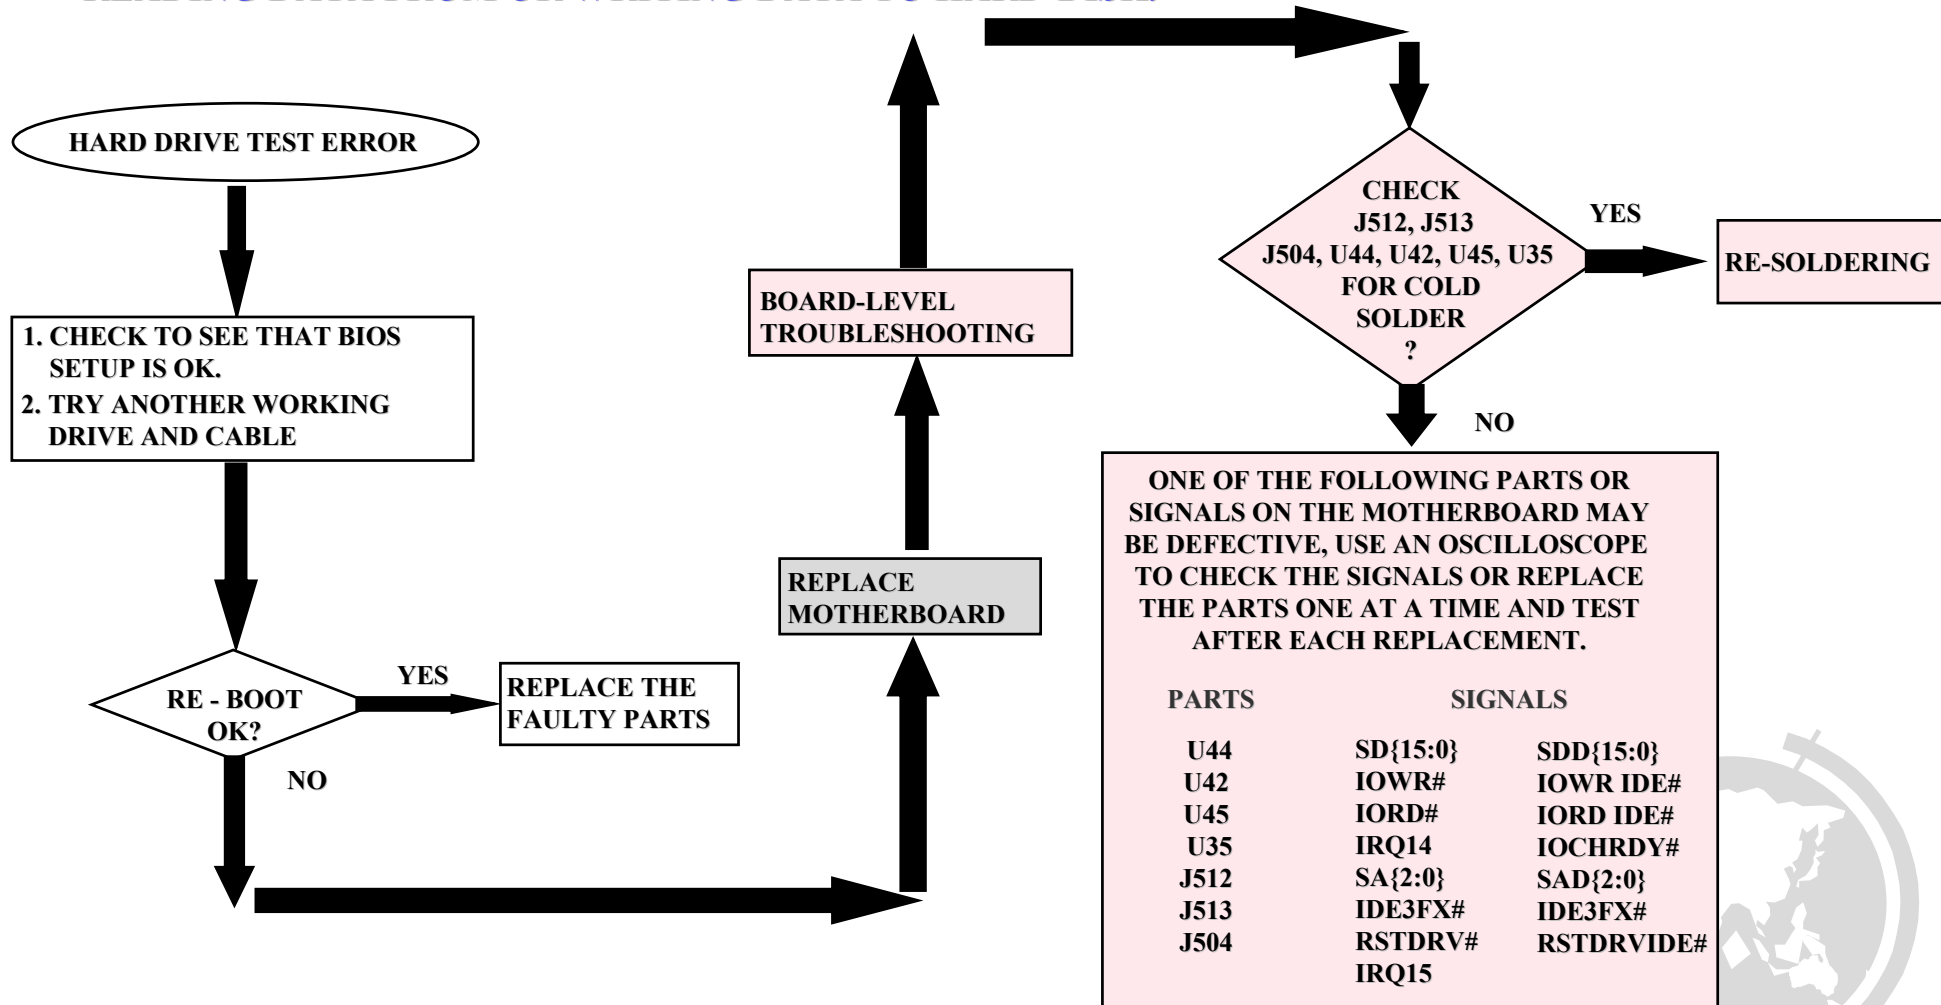 HARD DRIVE TEST ERROR
1. CHECK TO SEE THAT BIOS
SETUP IS OK.
2. TRY ANOTHER WORKING
DRIVE AND CABLE
RE - BOOT
OK?
YES
REPLACE THE
FAULTY PARTS
NO
REPLACE
MOTHERBOARD
BOARD-LEVEL
TROUBLESHOOTING
CHECK
J512, J513
J504, U44, U42, U45, U35
FOR COLD
SOLDER
?
YES
RE-SOLDERING
NO
ONE OF THE FOLLOWING PARTS OR
SIGNALS ON THE MOTHERBOARD MAY
BE DEFECTIVE, USE AN OSCILLOSCOPE
TO CHECK THE SIGNALS OR REPLACE
THE PARTS ONE AT A TIME AND TEST
AFTER EACH REPLACEMENT.
PARTS SIGNALS
U44 SD{15:0} SDD{15:0}
U42 IOWR# IOWR IDE#
U45 IORD# IORD IDE#
U35 IRQ14 IOCHRDY#
J512 SA{2:0} SAD{2:0}
J513 IDE3FX# IDE3FX#
J504 RSTDRV# RSTDRVIDE#
IRQ15